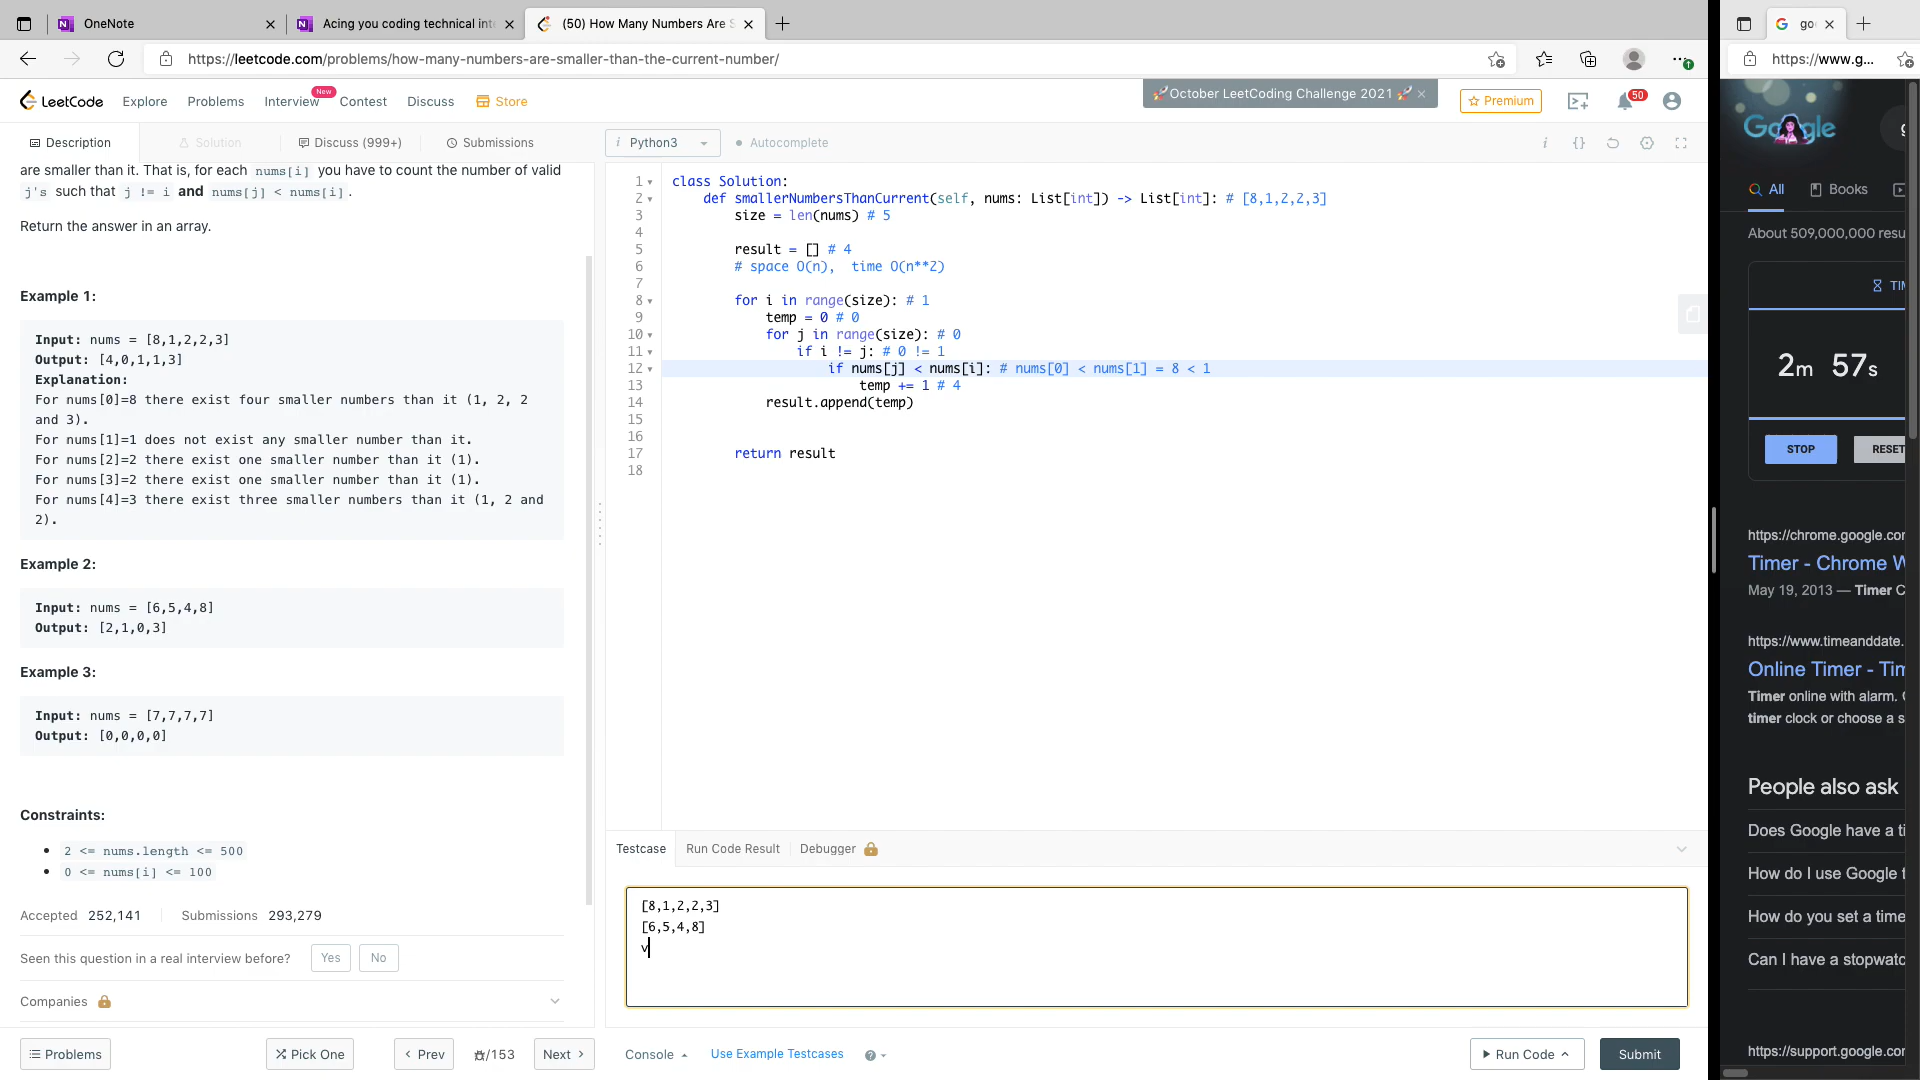 OneNote
Acing you coding technical inte
(50) How Many Numbers Are S
https://leetcode.com/problems/how-many-numbers-are-smaller-than-the-current-number/
LeetCode
Explore
Problems
Interview
New
Contest
Discuss
Store
🚀October LeetCoding Challenge 2021 🚀 ×
Premium
50
Description
Solution
Discuss (999+)
Submissions
Python3
Autocomplete
are smaller than it. That is, for each nums[i] you have to count the number of valid
j's such that j != i and nums[j] < nums[i].
Return the answer in an array.
Example 1:
Input: nums = [8,1,2,2,3]
Output: [4,0,1,1,3]
Explanation:
For nums[0]=8 there exist four smaller numbers than it (1, 2, 2
and 3).
For nums[1]=1 does not exist any smaller number than it.
For nums[2]=2 there exist one smaller number than it (1).
For nums[3]=2 there exist one smaller number than it (1).
For nums[4]=3 there exist three smaller numbers than it (1, 2 and
2).
Example 2:
Input: nums = [6,5,4,8]
Output: [2,1,0,3]
Example 3:
Input: nums = [7,7,7,7]
Output: [0,0,0,0]
Constraints:
2 <= nums.length <= 500
0 <= nums[i] <= 100
Accepted 252,141
Submissions 293,279
Seen this question in a real interview before?
Yes
No
Companies
Problems
Pick One
Prev
/153
Next
1 class Solution:
2 def smallerNumbersThanCurrent(self, nums: List[int]) -> List[int]: # [8,1,2,2,3]
3 size = len(nums) # 5
4
5 result = [] # 4
6 # space O(n),  time O(n**2)
7
8 for i in range(size): # 1
9 temp = 0 # 0
10 for j in range(size): # 0
11 if i != j: # 0 != 1
12 if nums[j] < nums[i]: # nums[0] < nums[1] = 8 < 1
13 temp += 1 # 4
14 result.append(temp)
15
16
17 return result
18
Testcase
Run Code Result
Debugger
[8,1,2,2,3]
[6,5,4,8]
v
Console
Use Example Testcases
Run Code
Submit
go
https://www.g...
Google
g
All
Books
About 509,000,000 resu
TIM
2m 57s
STOP
RESET
https://chrome.google.com
Timer - Chrome W
May 19, 2013 — Timer C
https://www.timeanddate.
Online Timer - Tim
Timer online with alarm. C
timer clock or choose a s
People also ask
Does Google have a ti
How do I use Google t
How do you set a time
Can I have a stopwatc
https://support.google.com